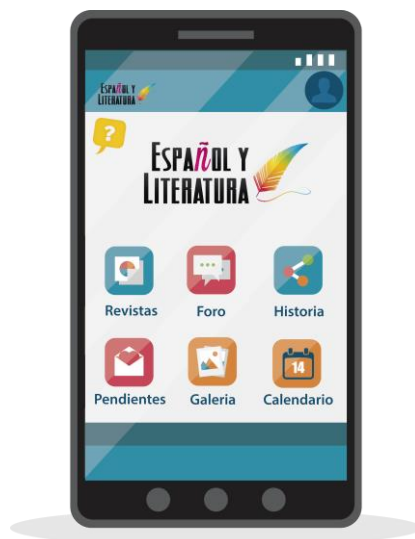 ESPAñOL Y
LITERATURA
?
ESPAñOL Y
LITERATURA
Revistas
Foro
Historia
Pendientes
Galeria
14
Calendario